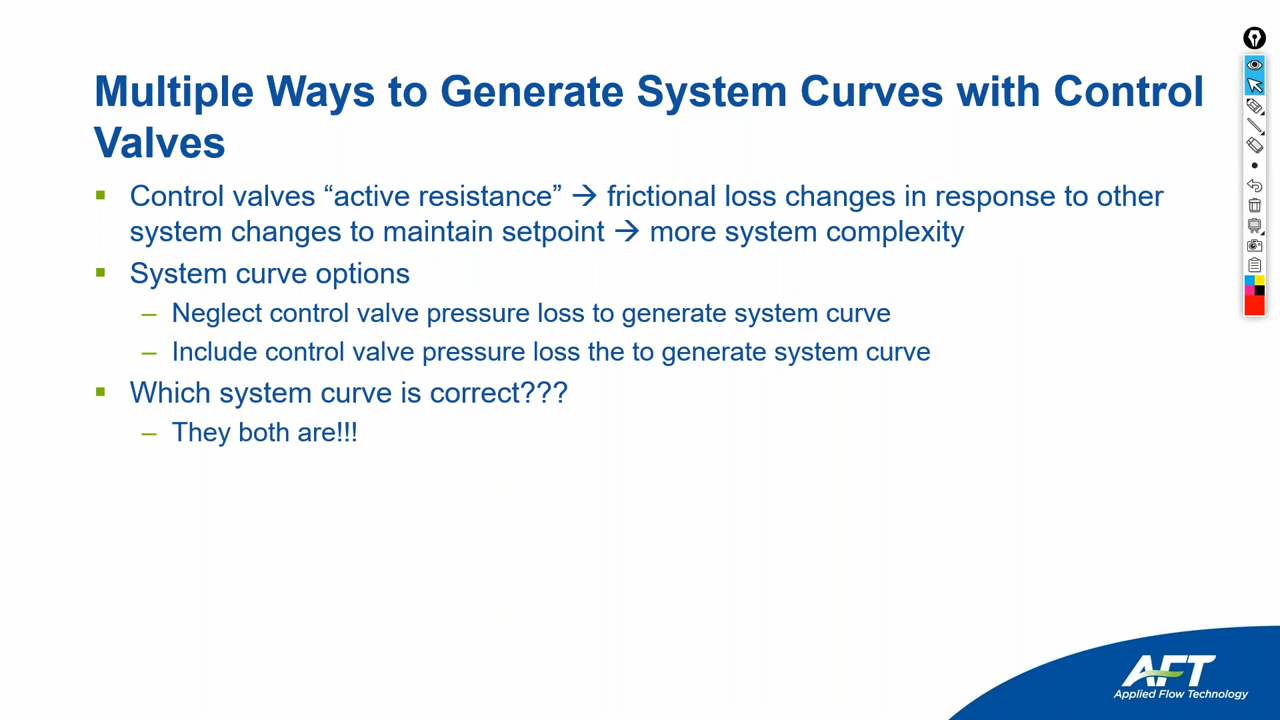 Multiple Ways to Generate System Curves with Control
Valves
▪ Control valves “active resistance” → frictional loss changes in response to other
system changes to maintain setpoint → more system complexity
▪ System curve options
– Neglect control valve pressure loss to generate system curve
– Include control valve pressure loss the to generate system curve
▪ Which system curve is correct???
– They both are!!!
AFT
Applied Flow Technology